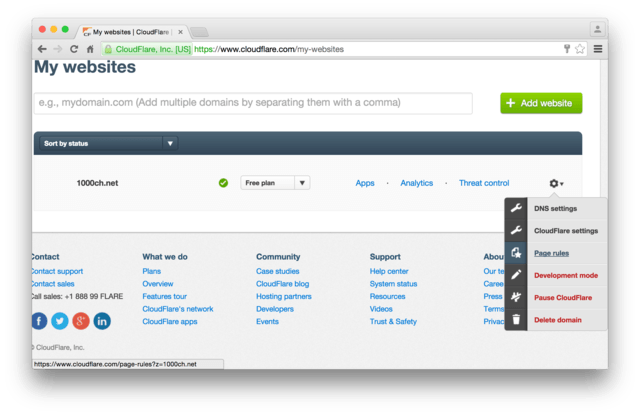 My websites | CloudFlare
CloudFlare, Inc. [US] https://www.cloudflare.com/my-websites
My websites
e.g., mydomain.com (Add multiple domains by separating them with a comma)
+ Add website
Sort by status
1000ch.net
Free plan
Apps · Analytics · Threat control
DNS settings
CloudFlare settings
Page rules
Development mode
Pause CloudFlare
Delete domain
Contact
Contact support
Contact sales
Call sales: +1 888 99 FLARE
What we do
Plans
Overview
Features tour
CloudFlare's network
CloudFlare apps
Community
Case studies
CloudFlare blog
Hosting partners
Developers
Events
Support
Help center
System status
Resources
Videos
Trust & Safety
Abou
Our te
Caree
Press
Terms
Privac
© CloudFlare, Inc.
https://www.cloudflare.com/page-rules?z=1000ch.net